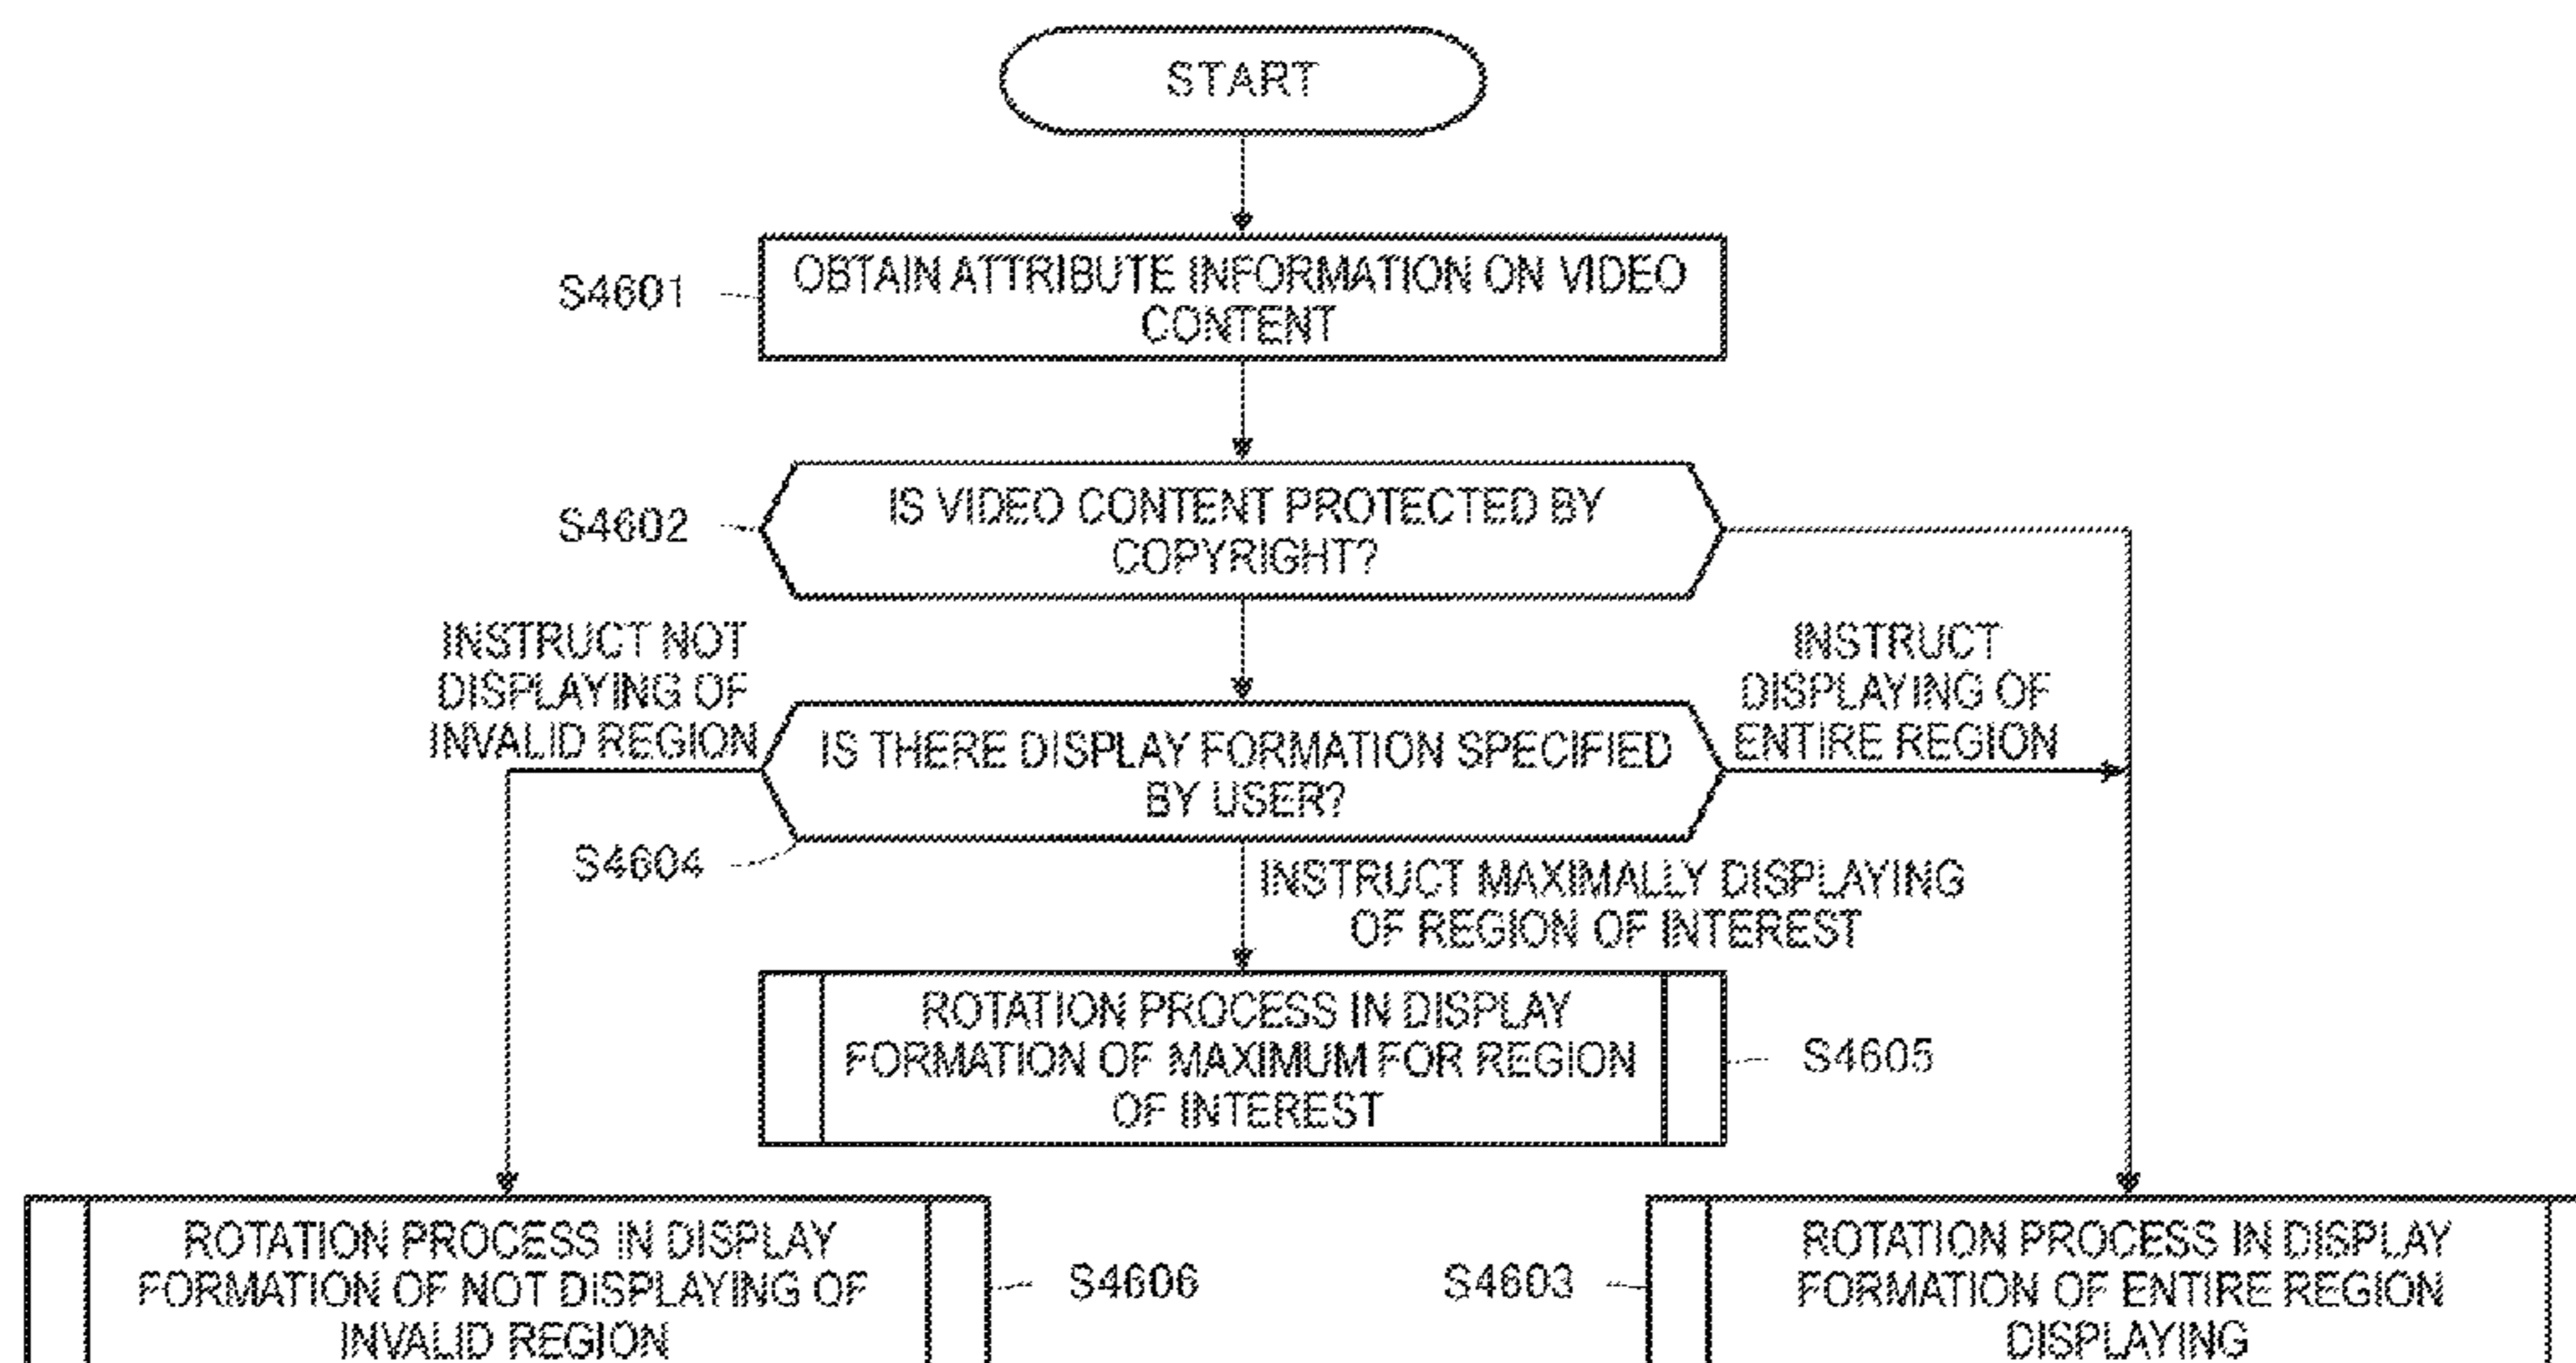 START
S4601
OBTAIN ATTRIBUTE INFORMATION ON VIDEO
CONTENT
S4602
IS VIDEO CONTENT PROTECTED BY
COPYRIGHT?
INSTRUCT NOT
DISPLAYING OF
INVALID REGION
INSTRUCT
DISPLAYING OF
ENTIRE REGION
IS THERE DISPLAY FORMATION SPECIFIED
BY USER?
S4604
INSTRUCT MAXIMALLY DISPLAYING
OF REGION OF INTEREST
ROTATION PROCESS IN DISPLAY
FORMATION OF MAXIMUM FOR REGION
OF INTEREST
S4605
ROTATION PROCESS IN DISPLAY
FORMATION OF NOT DISPLAYING OF
INVALID REGION
S4606
S4603
ROTATION PROCESS IN DISPLAY
FORMATION OF ENTIRE REGION
DISPLAYING